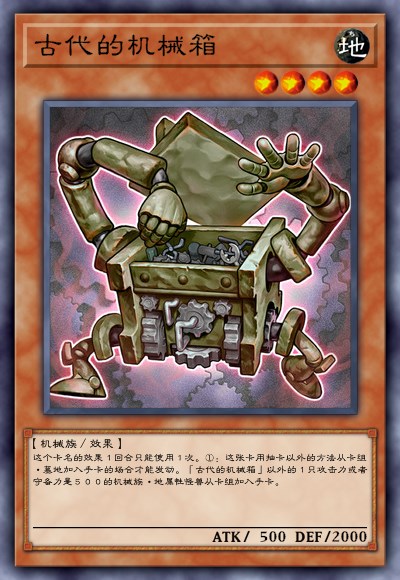 古代的机械箱
地
【机械族／效果】
这个卡名的效果１回合只能使用１次。①：这张卡用抽卡以外的方法从卡组
・墓地加入手卡的场合才能发动。「古代的机械箱」以外的１只攻击力或者
守备力是５００的机械族・地属性怪兽从卡组加入手卡。
ATK/ 500 DEF/2000